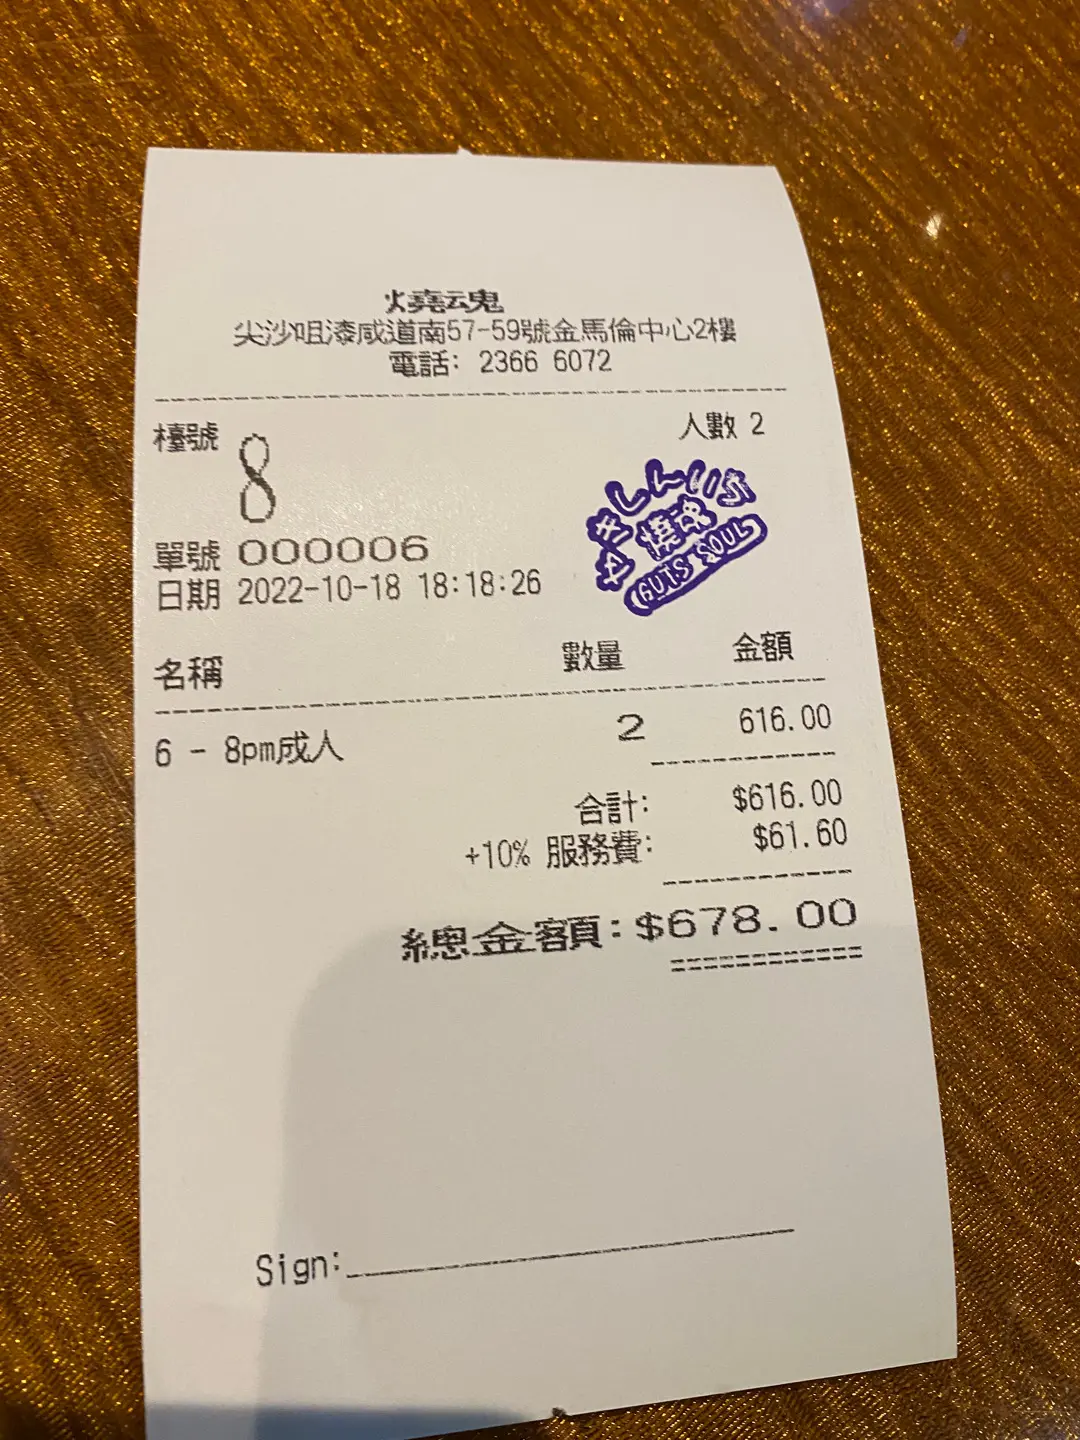 燒魂
尖沙咀漆咸道南57-59號金馬倫中心2樓
電話: 2366 6072
檯號 8
人數 2
燒魂
GUTS SOUL
單號 000006
日期 2022-10-18 18:18:26
名稱 數量 金額
6 - 8pm成人 2 616.00
合計: $616.00
+10% 服務費: $61.60
總金額:$678.00
Sign: